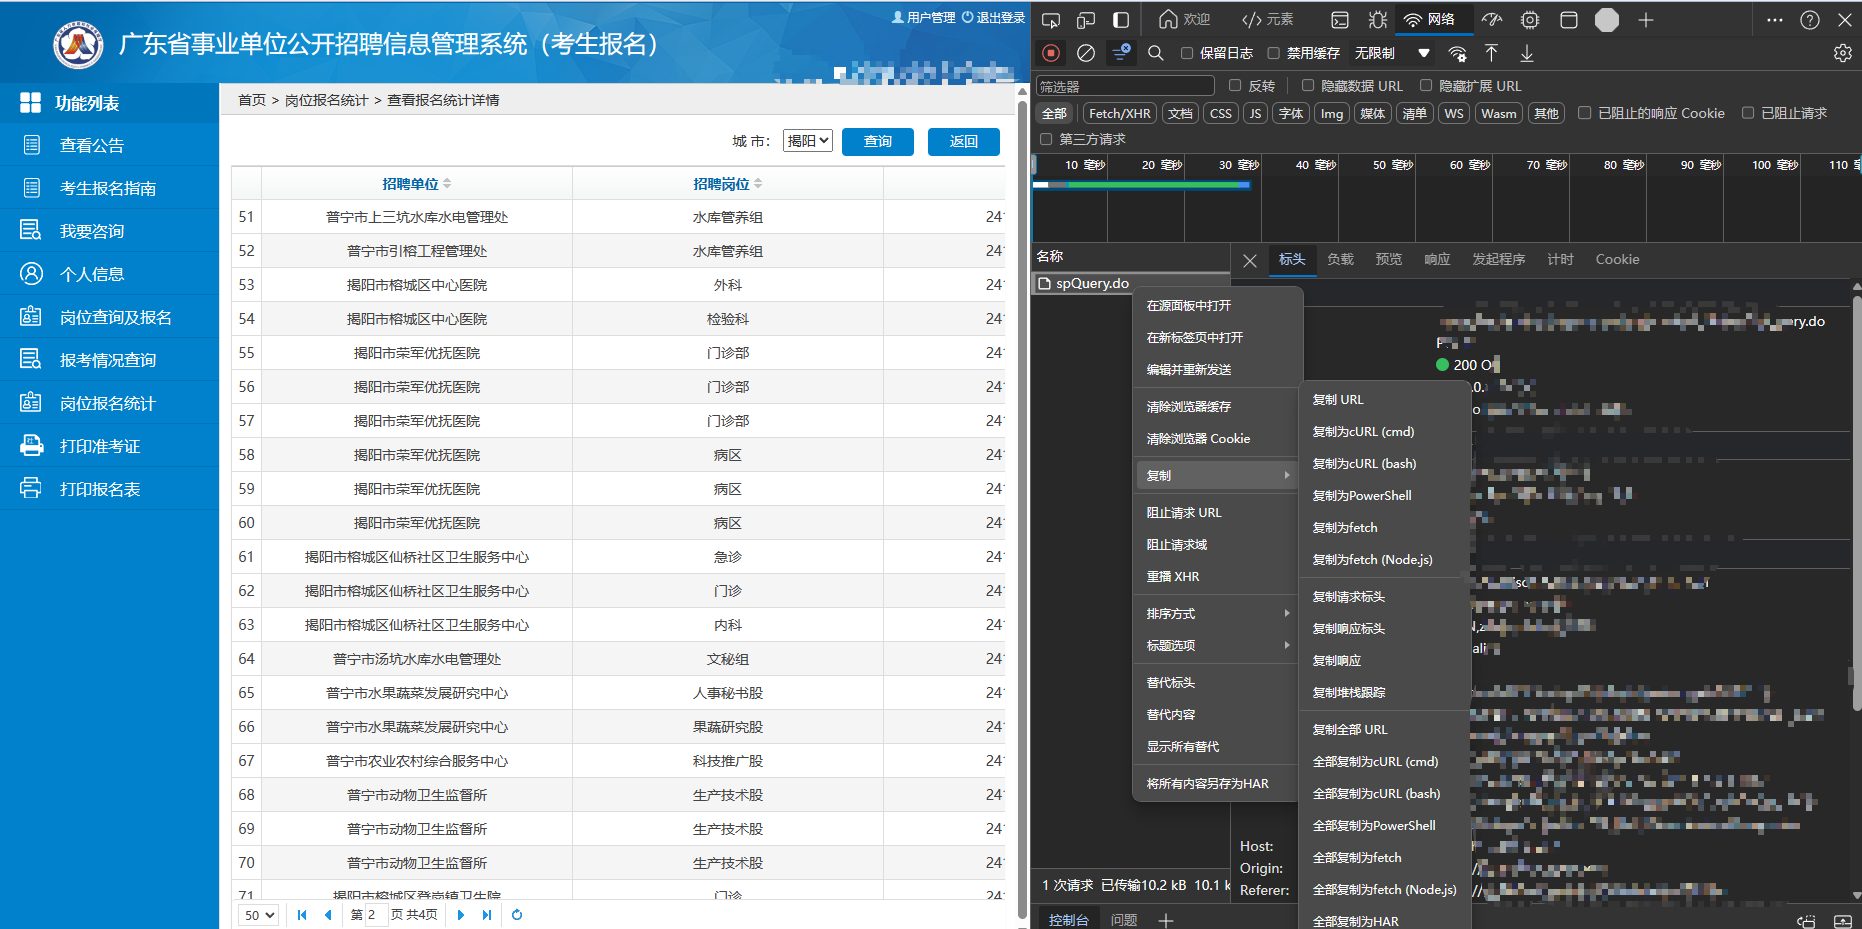 广东省事业单位公开招聘信息管理系统（考生报名）
用户管理 退出登录
功能列表
查看公告
考生报名指南
我要咨询
个人信息
岗位查询及报名
报考情况查询
岗位报名统计
打印准考证
打印报名表
首页 > 岗位报名统计 > 查看报名统计详情
城 市： 揭阳 查询 返回
招聘单位 招聘岗位
51 普宁市上三坑水库水电管理处 水库管养组 241
52 普宁市引榕工程管理处 水库管养组 241
53 揭阳市榕城区中心医院 外科 241
54 揭阳市榕城区中心医院 检验科 241
55 揭阳市荣军优抚医院 门诊部 241
56 揭阳市荣军优抚医院 门诊部 241
57 揭阳市荣军优抚医院 门诊部 241
58 揭阳市荣军优抚医院 病区 241
59 揭阳市荣军优抚医院 病区 241
60 揭阳市荣军优抚医院 病区 241
61 揭阳市榕城区仙桥社区卫生服务中心 急诊 241
62 揭阳市榕城区仙桥社区卫生服务中心 门诊 241
63 揭阳市榕城区仙桥社区卫生服务中心 内科 241
64 普宁市汤坑水库水电管理处 文秘组 241
65 普宁市水果蔬菜发展研究中心 人事秘书股 241
66 普宁市水果蔬菜发展研究中心 果蔬研究股 241
67 普宁市农业农村综合服务中心 科技推广股 241
68 普宁市动物卫生监督所 生产技术股 241
69 普宁市动物卫生监督所 生产技术股 241
70 普宁市动物卫生监督所 生产技术股 241
71 揭阳市榕城区登岗镇卫生院 门诊 241
50 第 2 页 共4页
欢迎 元素 网络
保留日志 禁用缓存 无限制
筛选器 反转 隐藏数据 URL 隐藏扩展 URL
全部 Fetch/XHR 文档 CSS JS 字体 Img 媒体 清单 WS Wasm 其他 已阻止的响应 Cookie 已阻止请求
第三方请求
10 毫秒 20 毫秒 30 毫秒 40 毫秒 50 毫秒 60 毫秒 70 毫秒 80 毫秒 90 毫秒 100 毫秒 110
名称 标头 负载 预览 响应 发起程序 计时 Cookie
spQuery.do
ry.do
200
在源面板中打开
在新标签页中打开
编辑并重新发送
清除浏览器缓存
清除浏览器 Cookie
复制
阻止请求 URL
阻止请求域
重播 XHR
排序方式
标题选项
替代标头
替代内容
显示所有替代
将所有内容另存为HAR
复制 URL
复制为cURL (cmd)
复制为cURL (bash)
复制为PowerShell
复制为fetch
复制为fetch (Node.js)
复制请求标头
复制响应标头
复制响应
复制堆栈跟踪
复制全部 URL
全部复制为cURL (cmd)
全部复制为cURL (bash)
全部复制为PowerShell
全部复制为fetch
全部复制为fetch (Node.js)
全部复制为HAR
Host:
Origin:
Referer:
1 次请求 已传输10.2 kB 10.1 k
控制台 问题